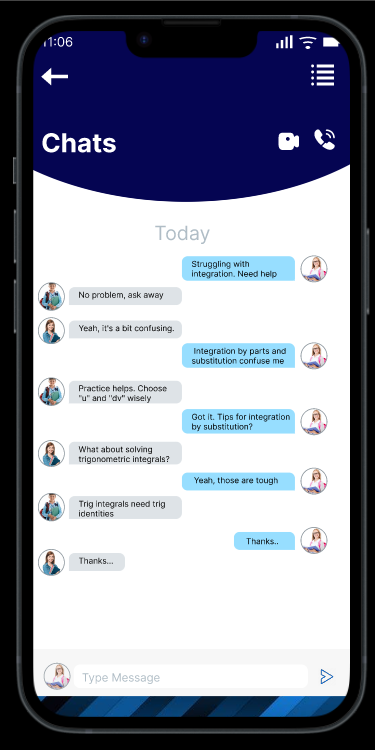 11:06
Chats
Today
Struggling with
integration. Need help
No problem, ask away
Yeah, it's a bit confusing.
Integration by parts and
substitution confuse me
Practice helps. Choose
"u" and "dv" wisely
Got it. Tips for integration
by substitution?
What about solving
trigonometric integrals?
Yeah, those are tough
Trig integrals need trig
identities
Thanks..
Thanks...
Type Message